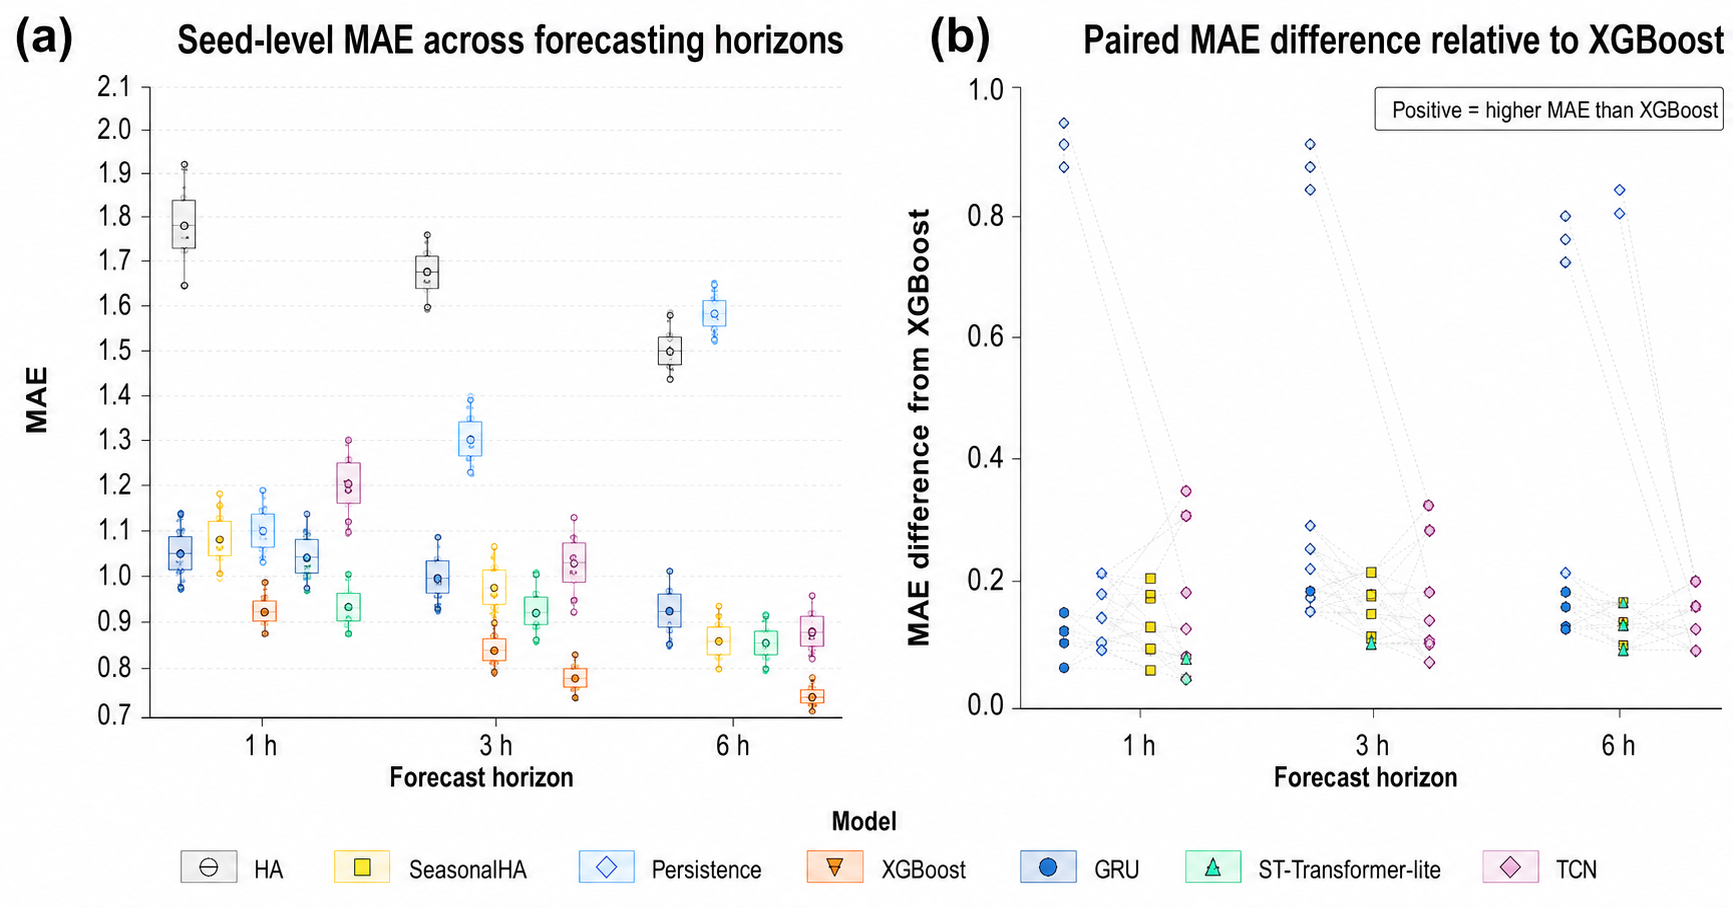 (a) Seed-level MAE across forecasting horizons
MAE
2.1
2.0
1.9
1.8
1.7
1.6
1.5
1.4
1.3
1.2
1.1
1.0
0.9
0.8
0.7
1 h 3 h 6 h
Forecast horizon
(b) Paired MAE difference relative to XGBoost
Positive = higher MAE than XGBoost
MAE difference from XGBoost
1.0
0.8
0.6
0.4
0.2
0.0
1 h 3 h 6 h
Forecast horizon
Model
HA SeasonalHA Persistence XGBoost GRU ST-Transformer-lite TCN